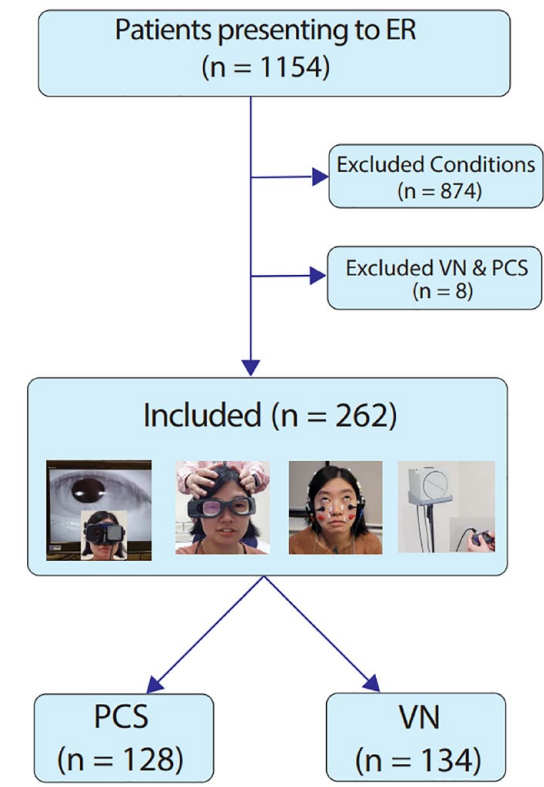 Patients presenting to ER
(n = 1154)
Excluded Conditions
(n = 874)
Excluded VN & PCS
(n = 8)
Included (n = 262)
PCS
(n = 128)
VN
(n = 134)